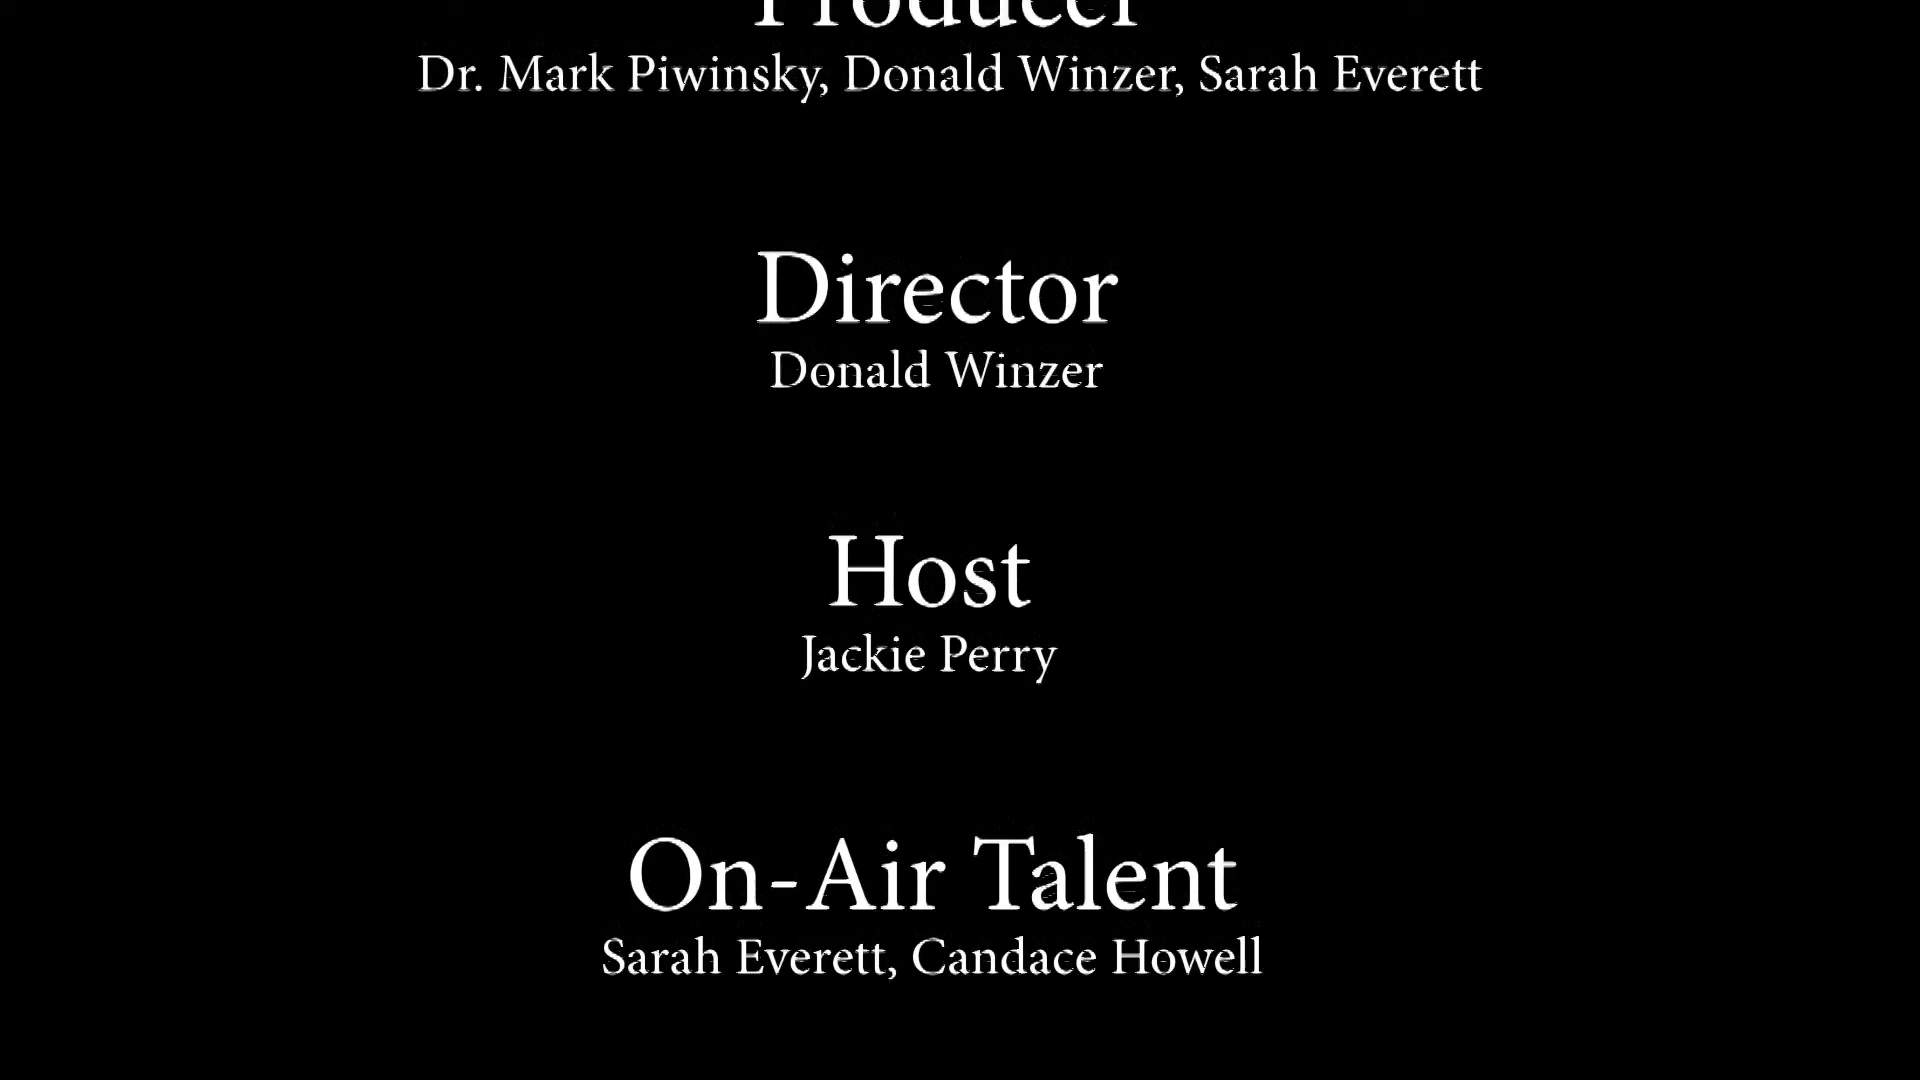 Producer
Dr. Mark Piwinsky, Donald Winzer, Sarah Everett
Director
Donald Winzer
Host
Jackie Perry
On-Air Talent
Sarah Everett, Candace Howell